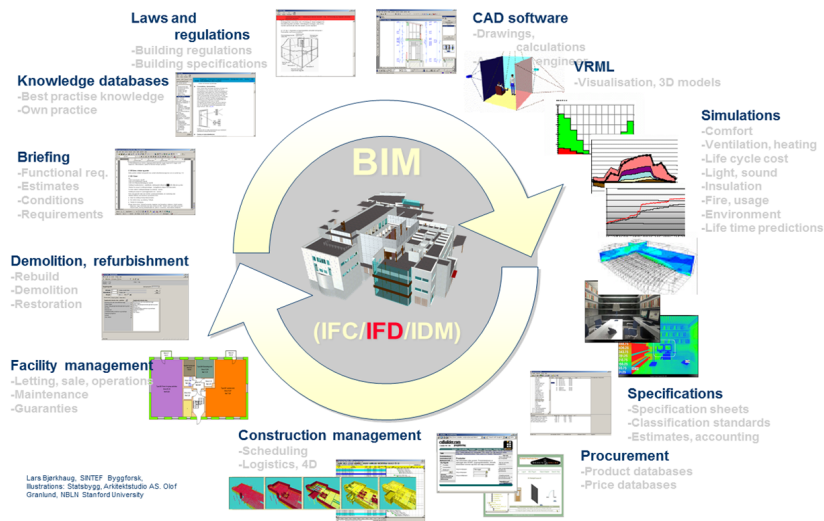 Laws and
regulations
-Building regulations
-Building specifications
CAD software
-Drawings,
calculations
VRML
-Visualisation, 3D models
Knowledge databases
-Best practise knowledge
-Own practice
Simulations
-Comfort
-Ventilation, heating
-Life cycle cost
-Light, sound
-Insulation
-Fire, usage
-Environment
-Life time predictions
Briefing
-Functional req.
-Estimates
-Conditions
-Requirements
BIM
(IFC/IFD/IDM)
Demolition, refurbishment
-Rebuild
-Demolition
-Restoration
Facility management
-Letting, sale, operation
-Maintenance
-Guaranties
Specifications
-Specification sheets
-Classification standards
-Estimates, accounting
Construction management
-Scheduling
-Logistics, 4D
Procurement
-Product databases
-Price databases
Lars Bjørkhaug, SINTEF Byggforsk,
Illustrations: Statsbygg, Arkitektstudio AS. Olof
Granlund, NBLN Stanford University